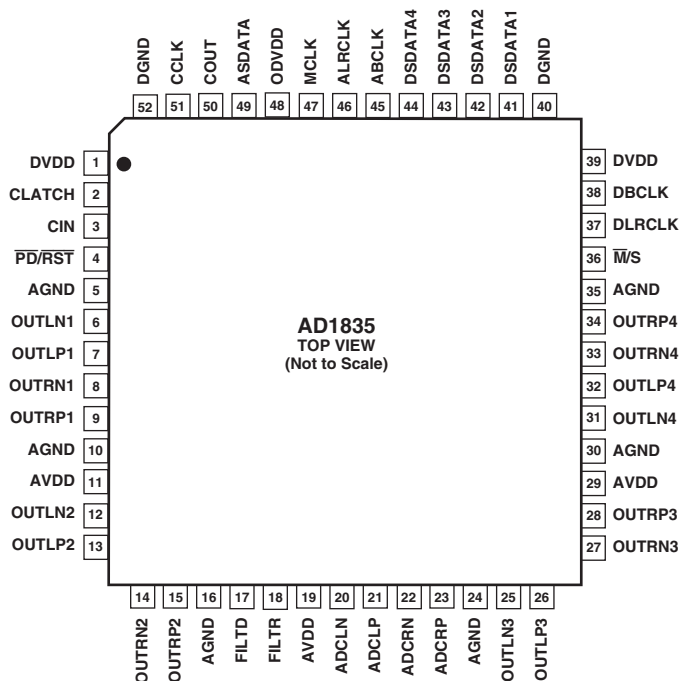 DGND
CCLK
COUT
ASDATA
ODVDD
MCLK
ALRCLK
ABCLK
DSDATA4
DSDATA3
DSDATA2
DSDATA1
DGND
52 51 50 49 48 47 46 45 44 43 42 41 40
DVDD 1
CLATCH 2
CIN 3
PD/RST 4
AGND 5
OUTLN1 6
OUTLP1 7
OUTRN1 8
OUTRP1 9
AGND 10
AVDD 11
OUTLN2 12
OUTLP2 13
AD1835
TOP VIEW
(Not to Scale)
39 DVDD
38 DBCLK
37 DLRCLK
36 M/S
35 AGND
34 OUTRP4
33 OUTRN4
32 OUTLP4
31 OUTLN4
30 AGND
29 AVDD
28 OUTRP3
27 OUTRN3
14 15 16 17 18 19 20 21 22 23 24 25 26
OUTRN2
OUTRP2
AGND
FILTD
FILTR
AVDD
ADCLN
ADCLP
ADCRN
ADCRP
AGND
OUTLN3
OUTLP3